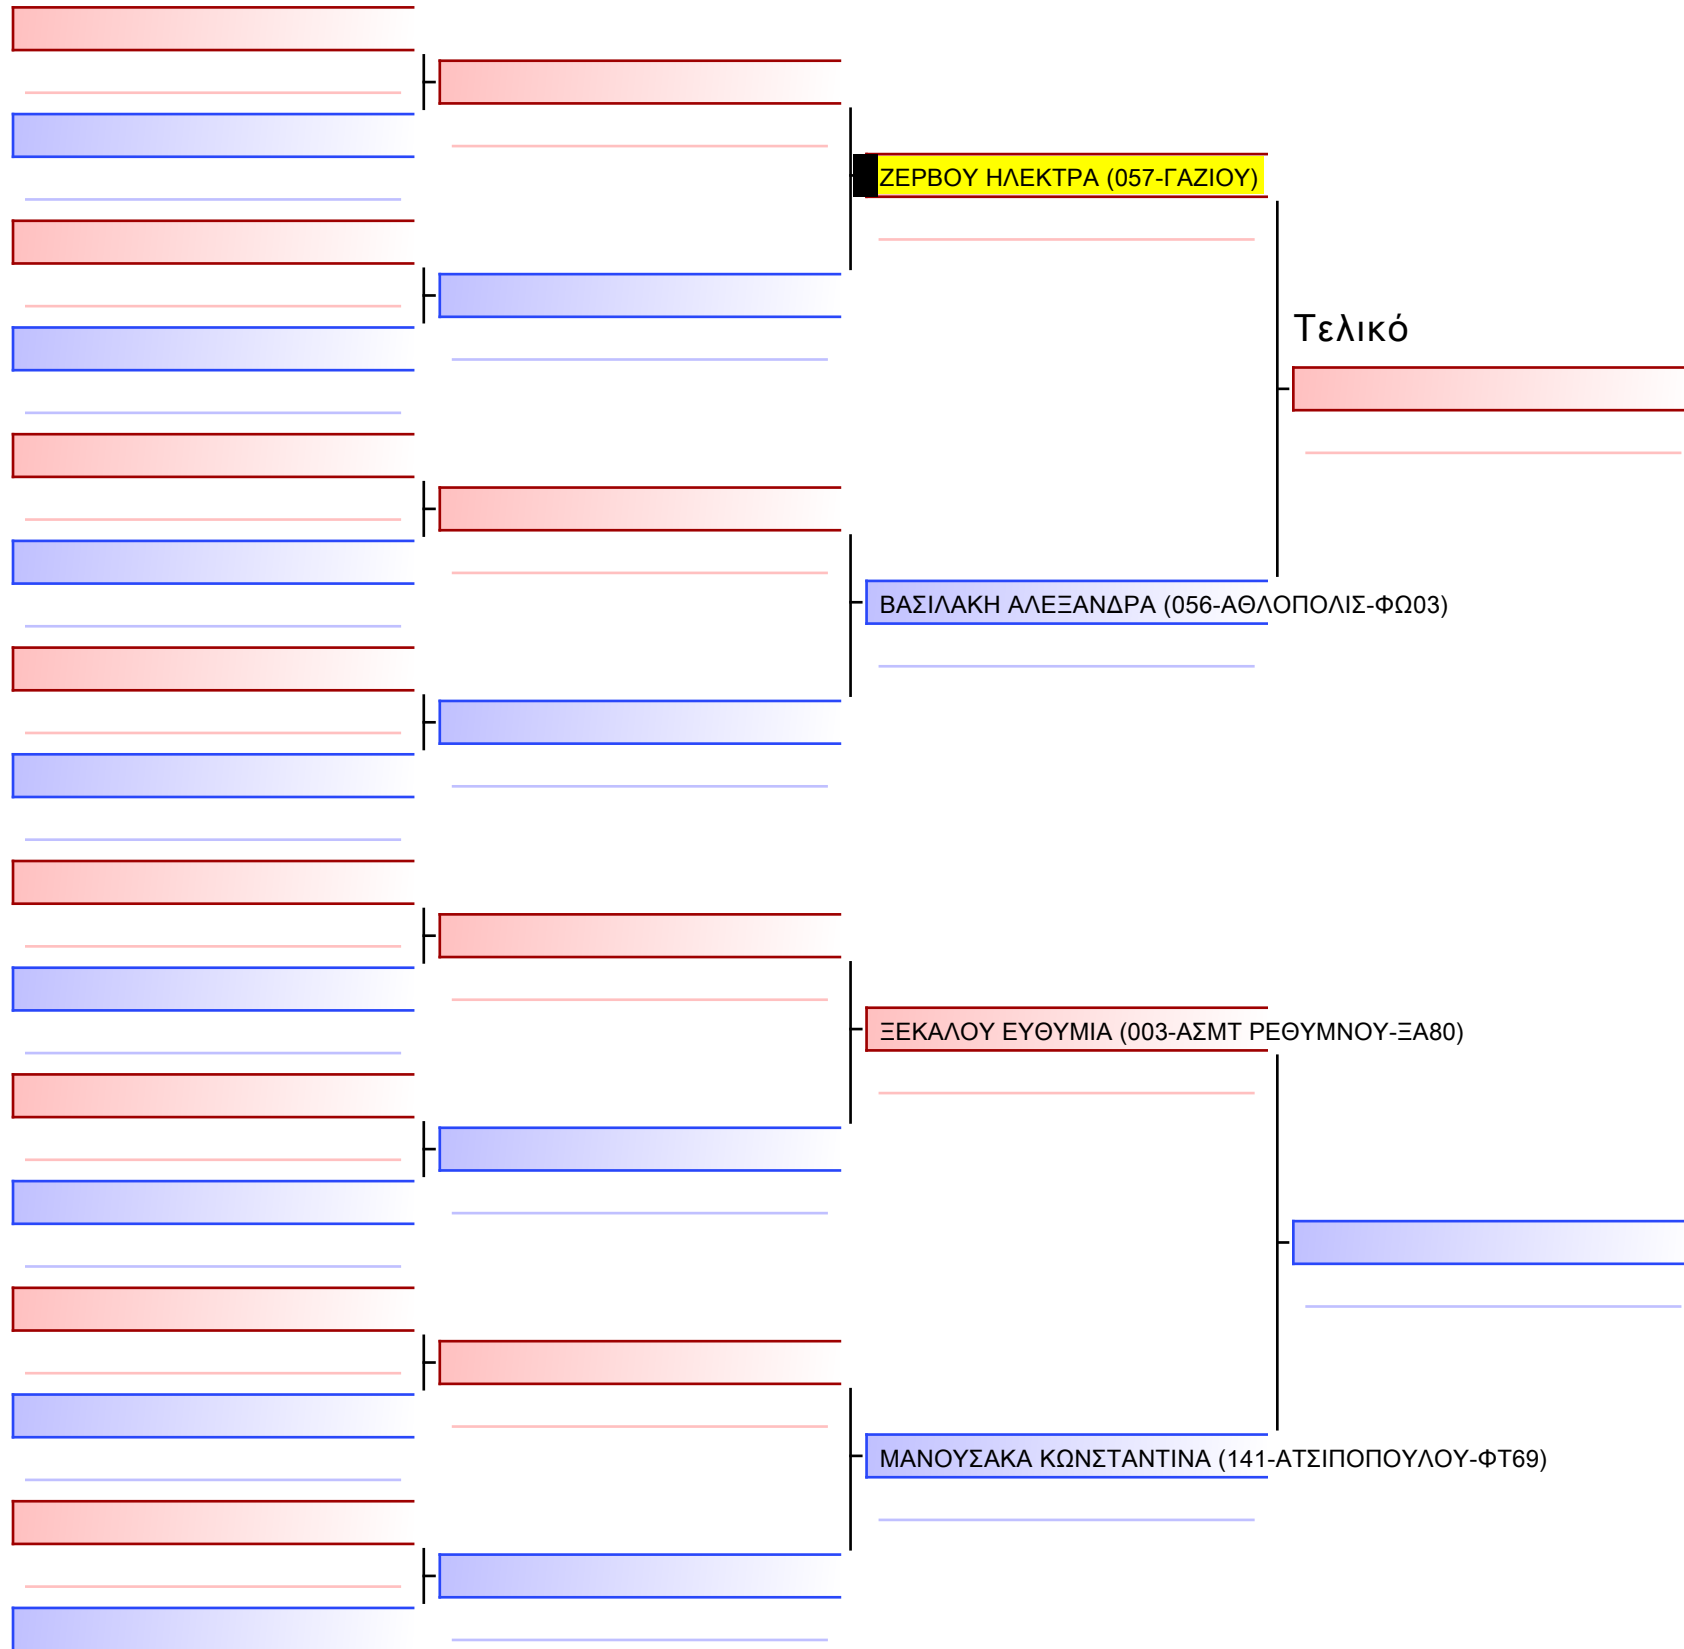 ΖΕΡΒΟΥ ΗΛΕΚΤΡΑ (057-ΓΑΖΙΟΥ)
Τελικό
ΒΑΣΙΛΑΚΗ ΑΛΕΞΑΝΔΡΑ (056-ΑΘΛΟΠΟΛΙΣ-ΦΩ03)
ΞΕΚΑΛΟΥ ΕΥΘΥΜΙΑ (003-ΑΣΜΤ ΡΕΘΥΜΝΟΥ-ΞΑ80)
ΜΑΝΟΥΣΑΚΑ ΚΩΝΣΤΑΝΤΙΝΑ (141-ΑΤΣΙΠΟΠΟΥΛΟΥ-ΦΤ69)